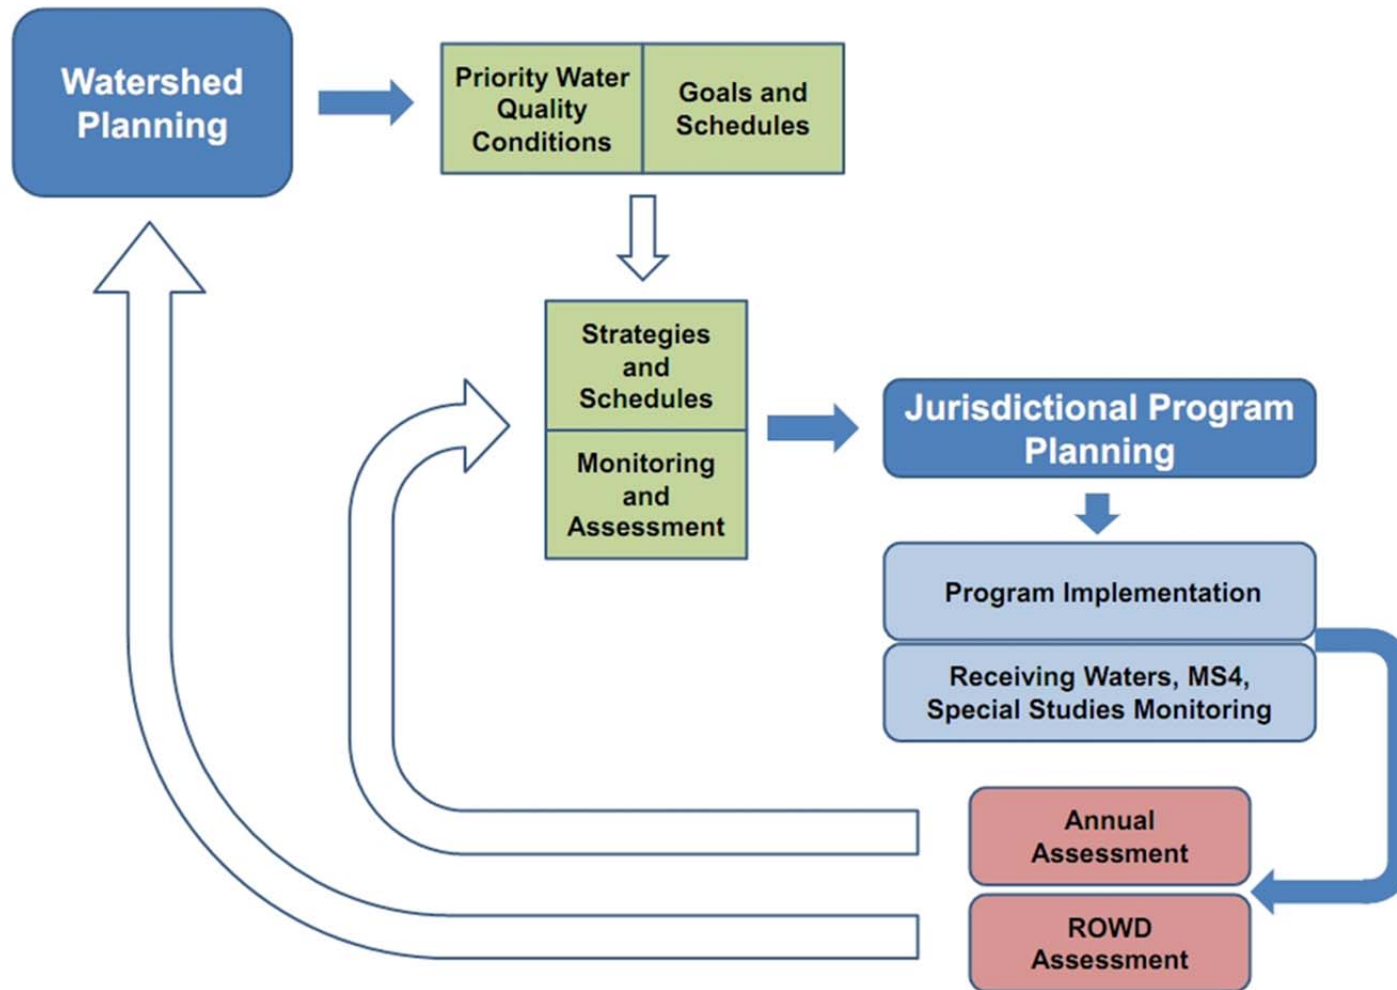 Watershed
Planning
Priority Water
Quality
Conditions
Goals and
Schedules
Strategies
and
Schedules
Monitoring
and
Assessment
Jurisdictional Program
Planning
Program Implementation
Receiving Waters, MS4,
Special Studies Monitoring
Annual
Assessment
ROWD
Assessment